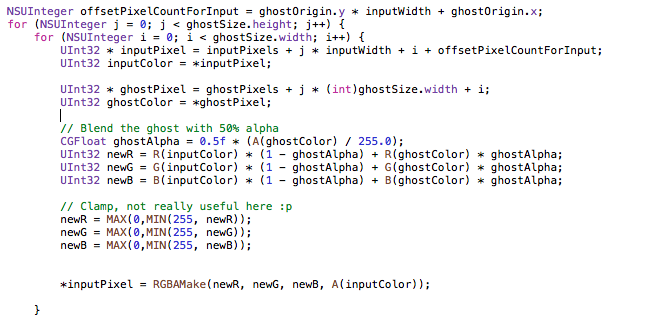 NSUInteger offsetPixelCountForInput = ghostOrigin.y * inputWidth + ghostOrigin.x;
for (NSUInteger j = 0; j < ghostSize.height; j++) {
    for (NSUInteger i = 0; i < ghostSize.width; i++) {
        UInt32 * inputPixel = inputPixels + j * inputWidth + i + offsetPixelCountForInput;
        UInt32 inputColor = *inputPixel;

        UInt32 * ghostPixel = ghostPixels + j * (int)ghostSize.width + i;
        UInt32 ghostColor = *ghostPixel;

        // Blend the ghost with 50% alpha
        CGFloat ghostAlpha = 0.5f * (A(ghostColor) / 255.0);
        UInt32 newR = R(inputColor) * (1 - ghostAlpha) + R(ghostColor) * ghostAlpha;
        UInt32 newG = G(inputColor) * (1 - ghostAlpha) + G(ghostColor) * ghostAlpha;
        UInt32 newB = B(inputColor) * (1 - ghostAlpha) + B(ghostColor) * ghostAlpha;

        // Clamp, not really useful here :p
        newR = MAX(0,MIN(255, newR));
        newG = MAX(0,MIN(255, newG));
        newB = MAX(0,MIN(255, newB));

        *inputPixel = RGBAMake(newR, newG, newB, A(inputColor));

    }